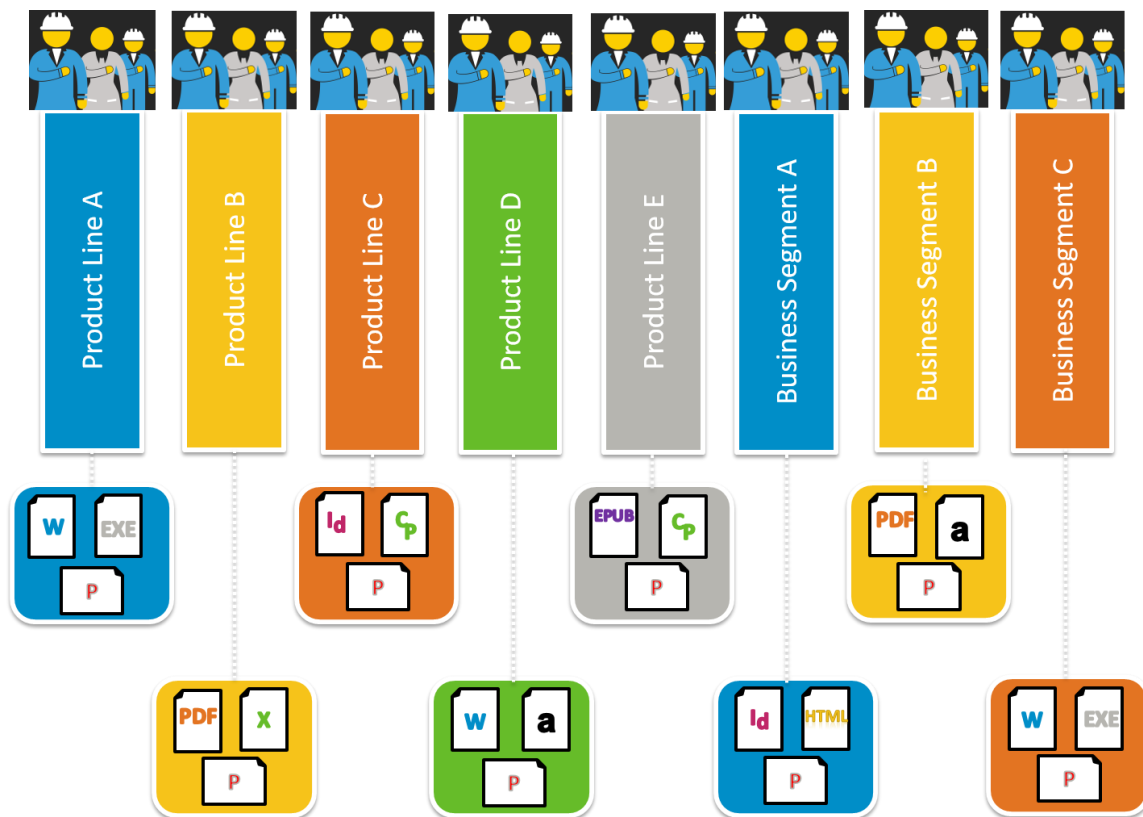 Product Line A
Product Line B
Product Line C
Product Line D
Product Line E
Business Segment A
Business Segment B
Business Segment C
W
EXE
P
Id
Cp
P
EPUB
Cp
P
PDF
a
P
PDF
X
P
W
a
P
Id
HTML
P
W
EXE
P